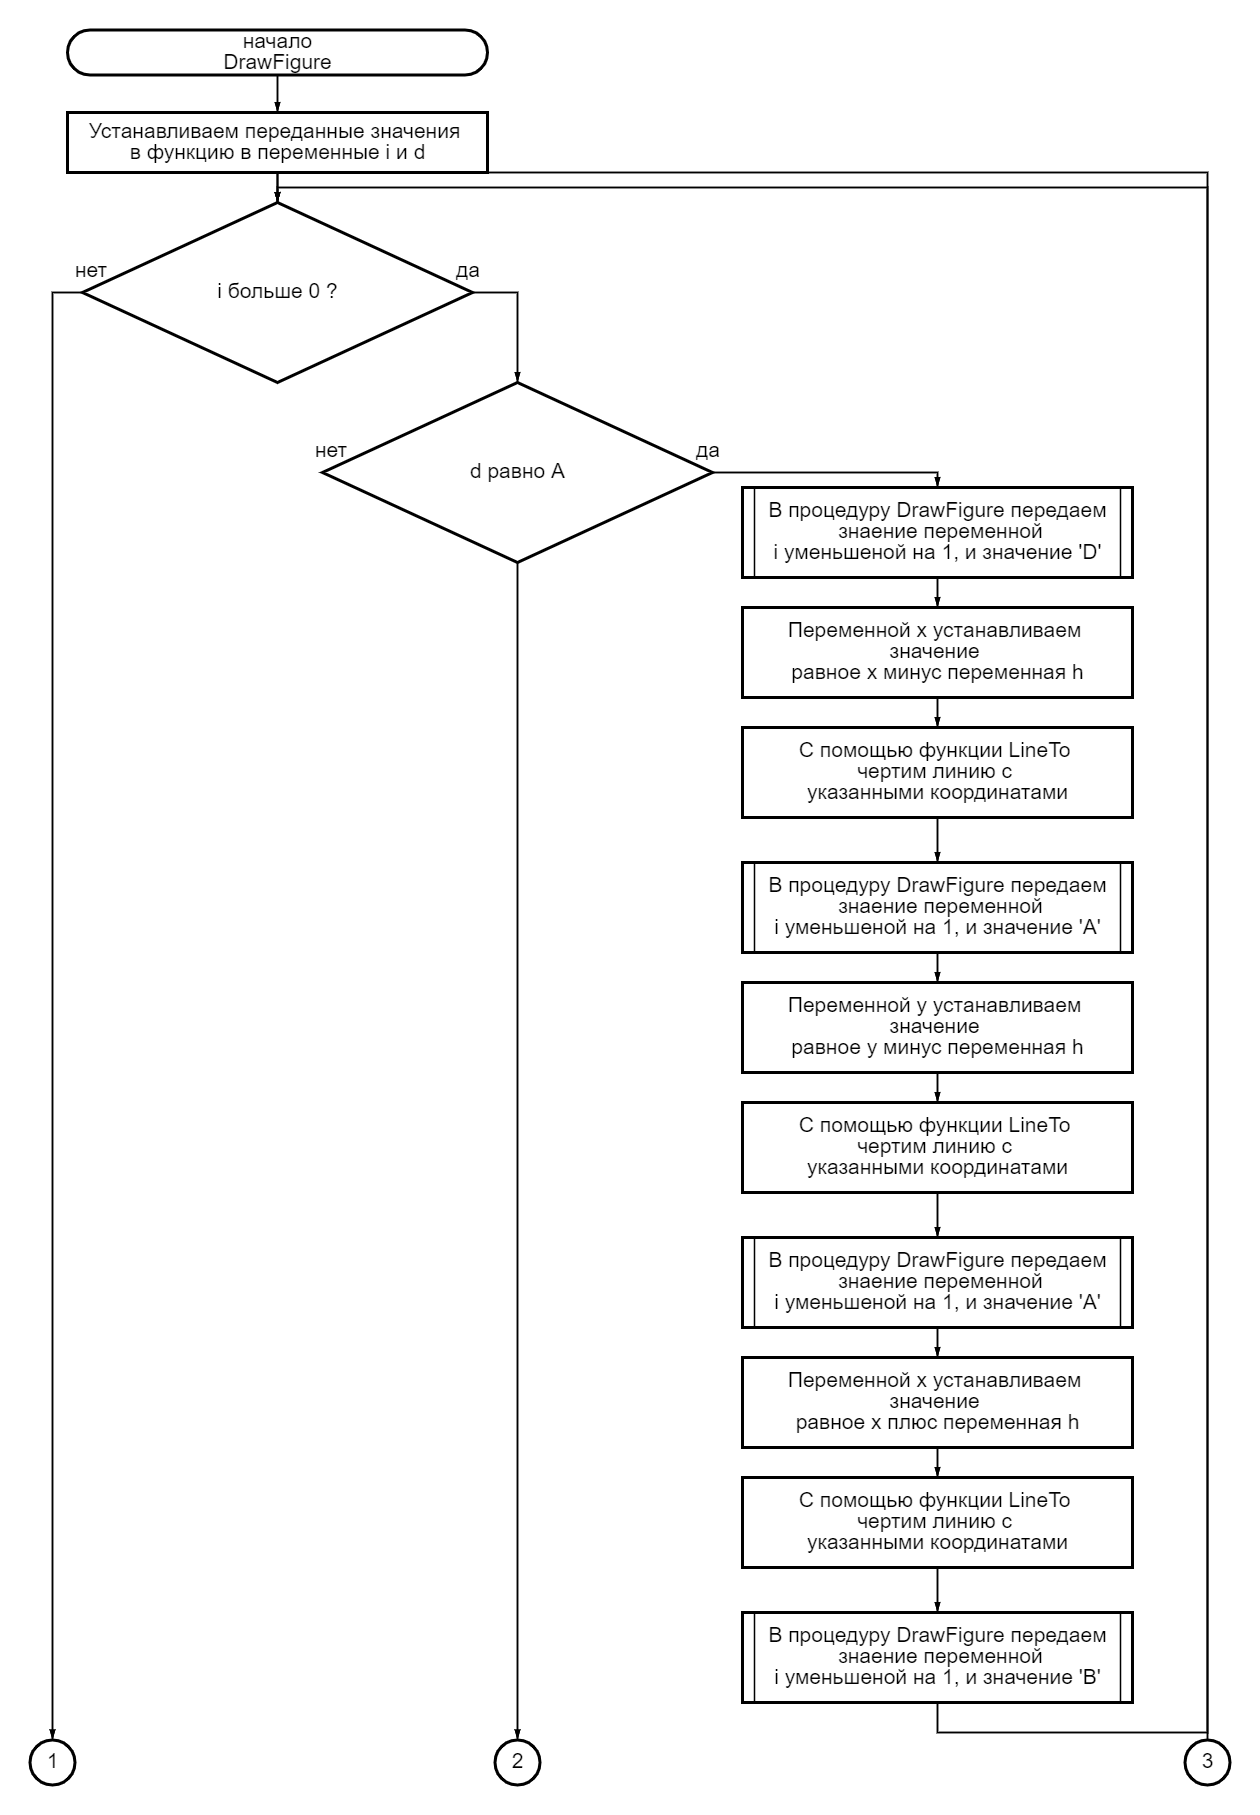 начало
DrawFigure
Устанавливаем переданные значения
в функцию в переменные i и d
нет
да
i больше 0 ?
нет
да
d равно A
В процедуру DrawFigure передаем
знаение переменной
i уменьшеной на 1, и значение 'D'
Переменной x устанавливаем
значение
равное x минус переменная h
С помощью функции LineTo
чертим линию с
указанными координатами
В процедуру DrawFigure передаем
знаение переменной
i уменьшеной на 1, и значение 'A'
Переменной y устанавливаем
значение
равное y минус переменная h
С помощью функции LineTo
чертим линию с
указанными координатами
В процедуру DrawFigure передаем
знаение переменной
i уменьшеной на 1, и значение 'A'
Переменной x устанавливаем
значение
равное x плюс переменная h
С помощью функции LineTo
чертим линию с
указанными координатами
В процедуру DrawFigure передаем
знаение переменной
i уменьшеной на 1, и значение 'B'
1
2
3